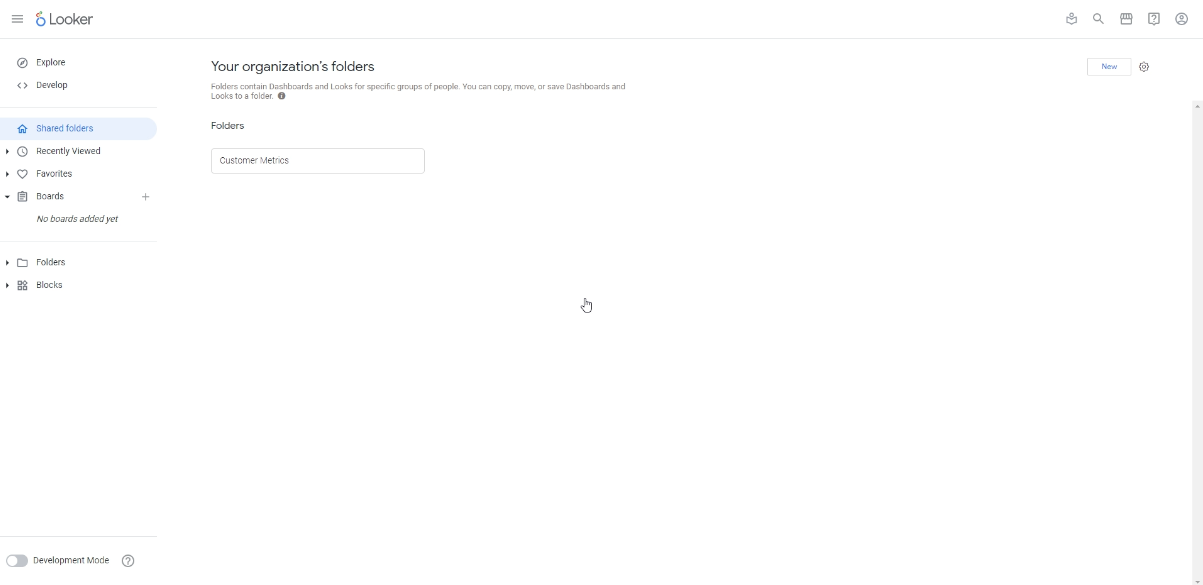 Looker
Explore
Develop
Shared folders
Recently Viewed
Favorites
Boards
No boards added yet
Folders
Blocks
Development Mode
Your organization's folders
New
Folders contain Dashboards and Looks for specific groups of people. You can copy, move, or save Dashboards and
Looks to a folder.
Folders
Customer Metrics